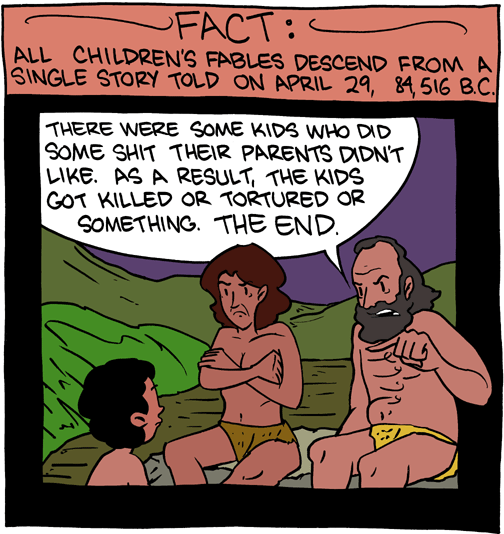 FACT:
ALL CHILDREN'S FABLES DESCEND FROM A
SINGLE STORY TOLD ON APRIL 29, 84,516 B.C.
THERE WERE SOME KIDS WHO DID
SOME SHIT THEIR PARENTS DIDN'T
LIKE. AS A RESULT, THE KIDS
GOT KILLED OR TORTURED OR
SOMETHING. THE END.